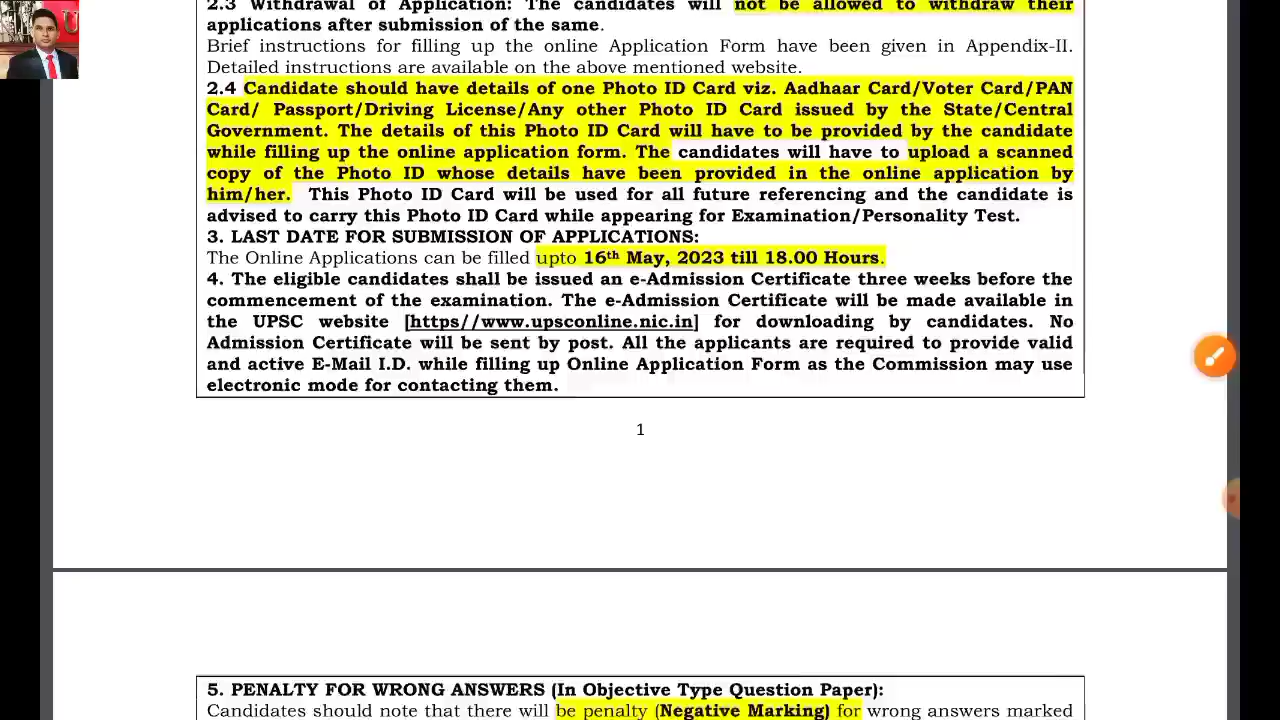 U
2.3 Withdrawal of Application: The candidates will not be allowed to withdraw their
applications after submission of the same.
Brief instructions for filling up the online Application Form have been given in Appendix-II.
Detailed instructions are available on the above mentioned website.
2.4 Candidate should have details of one Photo ID Card viz. Aadhaar Card/Voter Card/PAN
Card/ Passport/Driving License/Any other Photo ID Card issued by the State/Central
Government. The details of this Photo ID Card will have to be provided by the candidate
while filling up the online application form. The candidates will have to upload a scanned
copy of the Photo ID whose details have been provided in the online application by
him/her. This Photo ID Card will be used for all future referencing and the candidate is
advised to carry this Photo ID Card while appearing for Examination/Personality Test.
3. LAST DATE FOR SUBMISSION OF APPLICATIONS:
The Online Applications can be filled upto 16th May, 2023 till 18.00 Hours.
4. The eligible candidates shall be issued an e-Admission Certificate three weeks before the
commencement of the examination. The e-Admission Certificate will be made available in
the UPSC website [https//www.upsconline.nic.in] for downloading by candidates. No
Admission Certificate will be sent by post. All the applicants are required to provide valid
and active E-Mail I.D. while filling up Online Application Form as the Commission may use
electronic mode for contacting them.
1
5. PENALTY FOR WRONG ANSWERS (In Objective Type Question Paper):
Candidates should note that there will be penalty (Negative Marking) for wrong answers marked